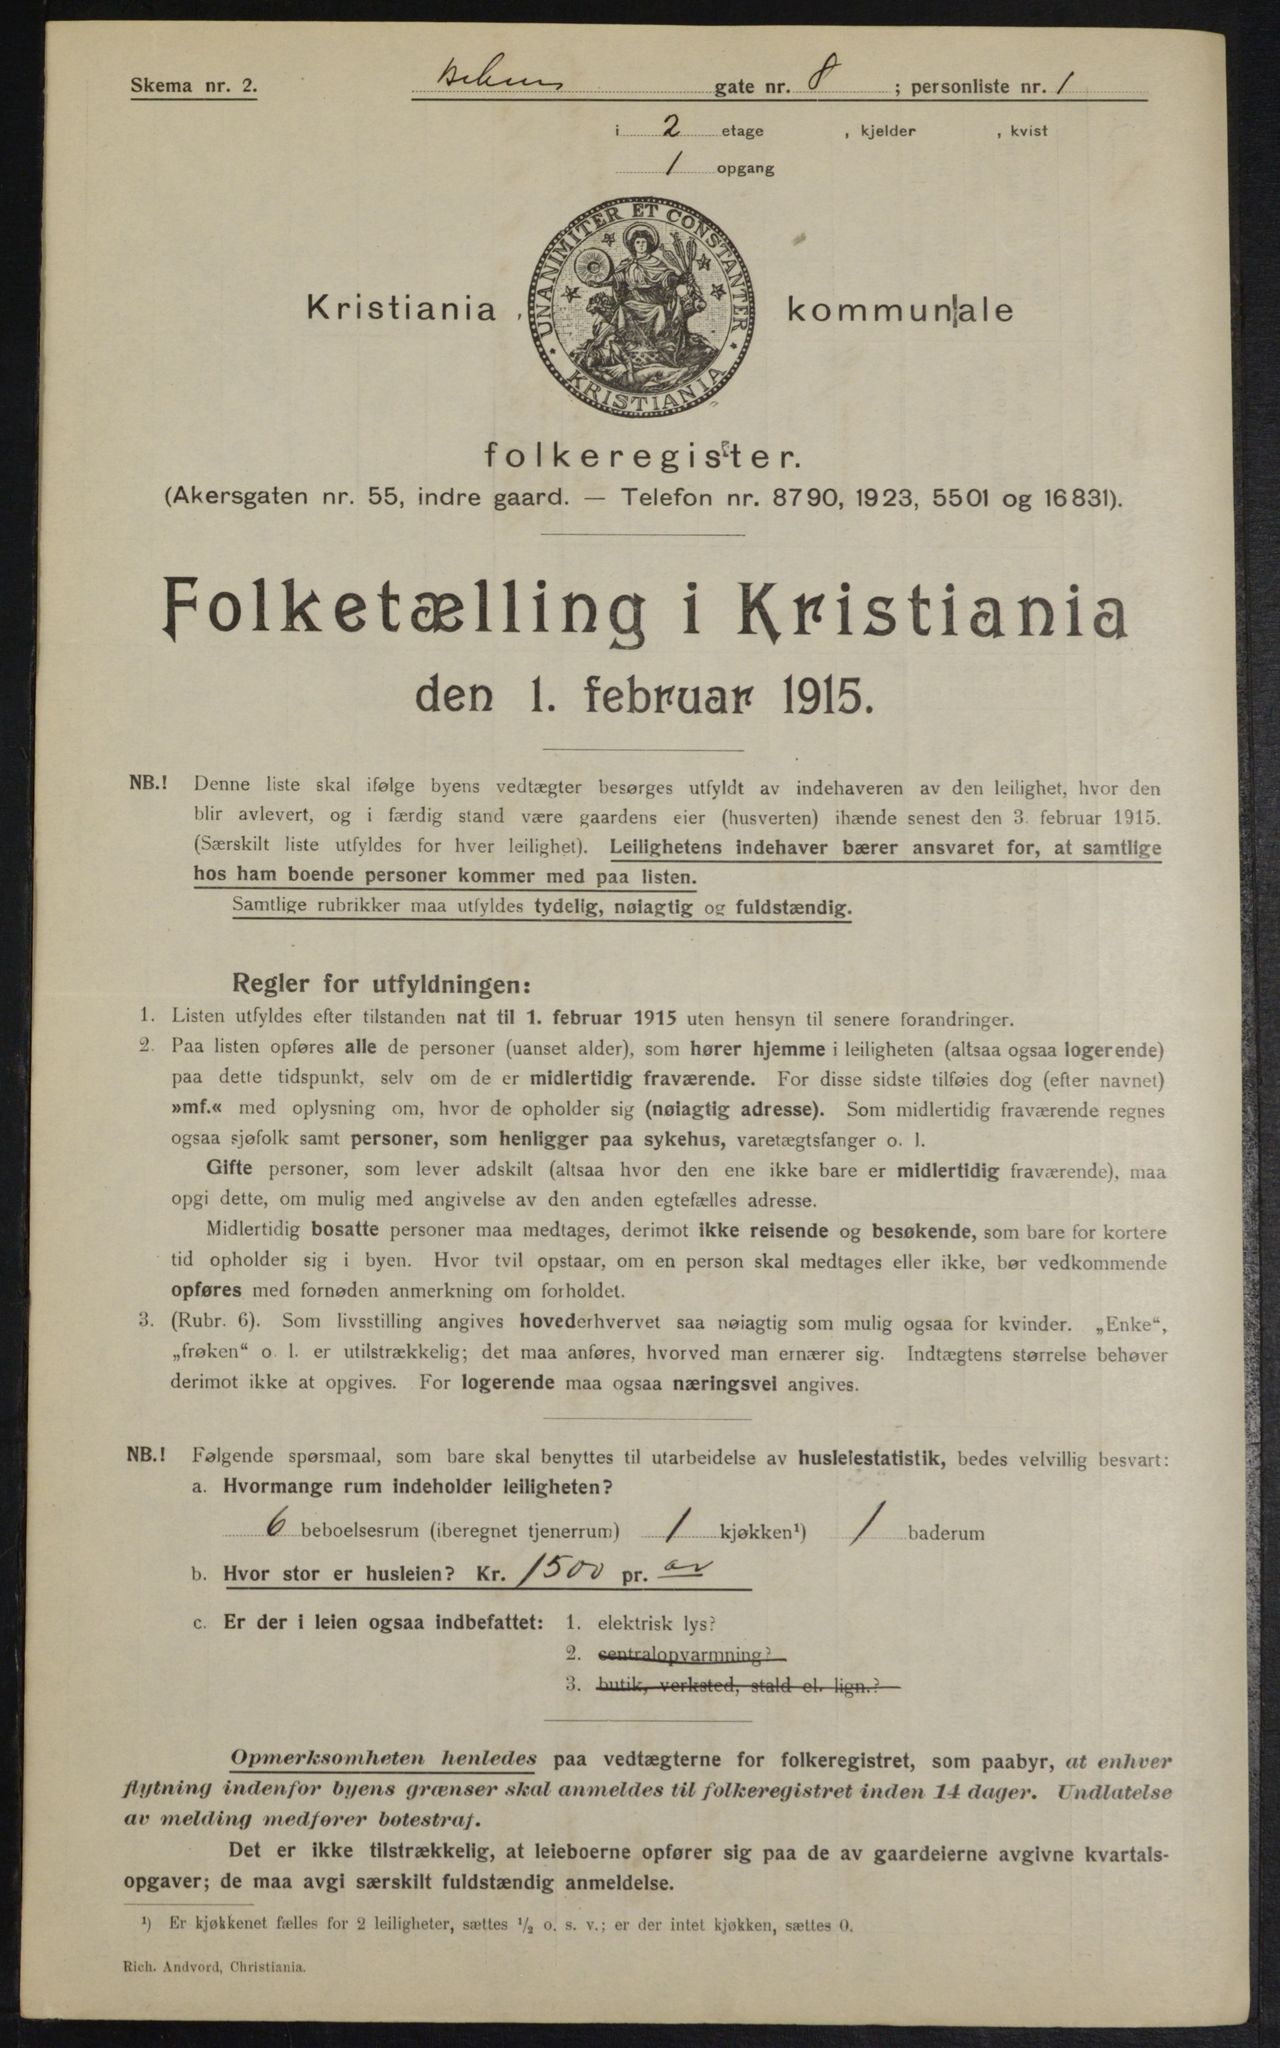 Skema nr. 2.
Behrens gate nr. 8 ; personliste nr. 1
i 2 etage , kjelder , kvist
1 opgang
UNANIMITER ET CONSTANTER
KRISTIANIA
Kristiania kommunale
folkeregister.
(Akersgaten nr. 55, indre gaard. — Telefon nr. 8790, 1923, 5501 og 16831).
Folketælling i Kristiania
den 1. februar 1915.
NB.! Denne liste skal ifølge byens vedtægter besørges utfyldt av indehaveren av den leilighet, hvor den
blir avlevert, og i færdig stand være gaardens eier (husverten) ihænde senest den 3. februar 1915.
(Særskilt liste utfyldes for hver leilighet). Leilighetens indehaver bærer ansvaret for, at samtlige
hos ham boende personer kommer med paa listen.
Samtlige rubrikker maa utfyldes tydelig, nøiagtig og fuldstændig.
Regler for utfyldningen:
1. Listen utfyldes efter tilstanden nat til 1. februar 1915 uten hensyn til senere forandringer.
2. Paa listen opføres alle de personer (uanset alder), som hører hjemme i leiligheten (altsaa ogsaa logerende)
paa dette tidspunkt, selv om de er midlertidig fraværende. For disse sidste tilføies dog (efter navnet)
»mf.« med oplysning om, hvor de opholder sig (nøiagtig adresse). Som midlertidig fraværende regnes
ogsaa sjøfolk samt personer, som henligger paa sykehus, varetægtsfanger o. l.
Gifte personer, som lever adskilt (altsaa hvor den ene ikke bare er midlertidig fraværende), maa
opgi dette, om mulig med angivelse av den anden egtefælles adresse.
Midlertidig bosatte personer maa medtages, derimot ikke reisende og besøkende, som bare for kortere
tid opholder sig i byen. Hvor tvil opstaar, om en person skal medtages eller ikke, bør vedkommende
opføres med fornøden anmerkning om forholdet.
3. (Rubr. 6). Som livsstilling angives hovederhvervet saa nøiagtig som mulig ogsaa for kvinder. „Enke“,
„frøken“ o. l. er utilstrækkelig; det maa anføres, hvorved man ernærer sig. Indtægtens størrelse behøver
derimot ikke at opgives. For logerende maa ogsaa næringsvei angives.
NB.! Følgende spørsmaal, som bare skal benyttes til utarbeidelse av husleiestatistik, bedes velvillig besvart:
a. Hvormange rum indeholder leiligheten?
6 beboelsesrum (iberegnet tjenerrum) 1 kjøkken¹) 1 baderum
b. Hvor stor er husleien? Kr. 1500 pr. år
c. Er der i leien ogsaa indbefattet: 1. elektrisk lys?
2. centralopvarmning?
3. butik, verksted, stald el. lign.?
Opmerksomheten henledes paa vedtægterne for folkeregistret, som paabyr, at enhver
flytning indenfor byens grænser skal anmeldes til folkeregistret inden 14 dager. Undlatelse
av melding medfører bøtestraf.
Det er ikke tilstrækkelig, at leieboerne opfører sig paa de av gaardeierne avgivne kvartals-
opgaver; de maa avgi særskilt fuldstændig anmeldelse.
¹) Er kjøkkenet fælles for 2 leiligheter, sættes ½ o. s. v.; er der intet kjøkken, sættes 0.
Rich. Andvord, Christiania.